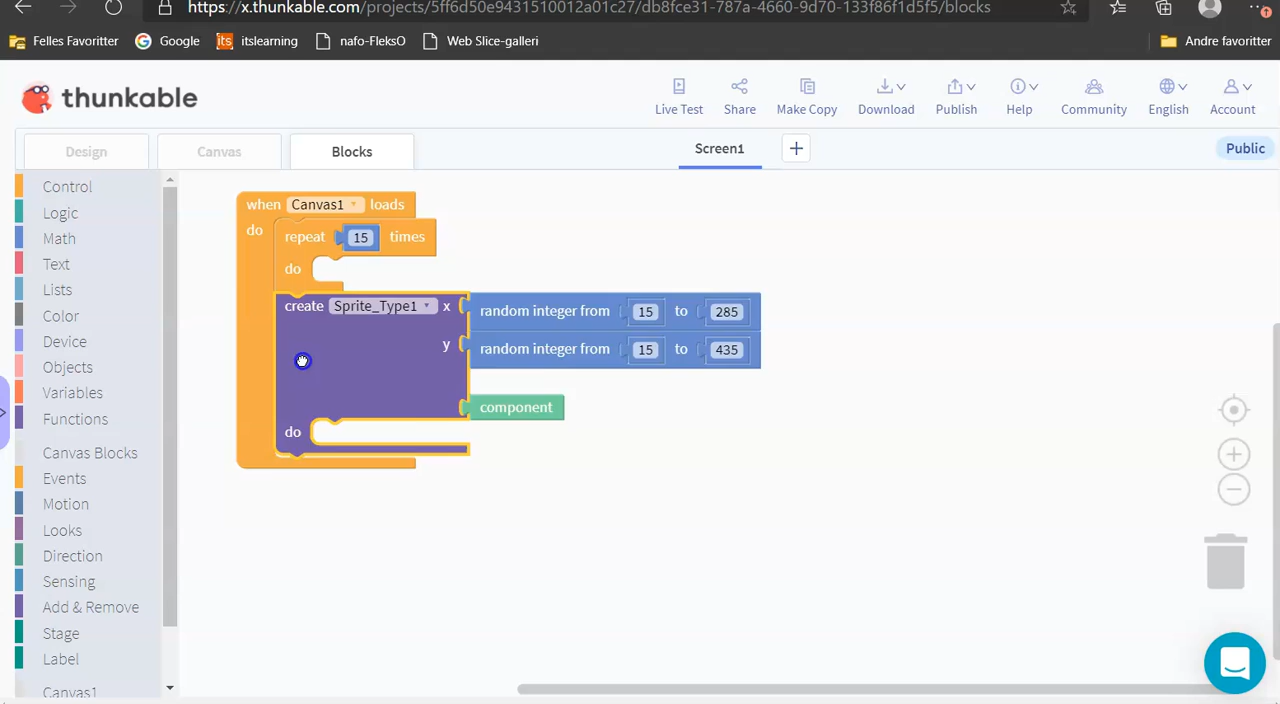 https://x.thunkable.com/projects/5ff6d50e9431510012a01c27/db8fce31-787a-4660-9d70-133f86f1d5f5/blocks
Felles Favoritter
Google
its itslearning
nafo-FleksO
Web Slice-galleri
Andre favoritter
thunkable
Live Test
Share
Make Copy
Download
Publish
Help
Community
English
Account
Design
Canvas
Blocks
Screen1
Public
Control
Logic
Math
Text
Lists
Color
Device
Objects
Variables
Functions
Canvas Blocks
Events
Motion
Looks
Direction
Sensing
Add & Remove
Stage
Label
Canvas1
when Canvas1 loads
do
repeat 15 times
do
create Sprite_Type1 x random integer from 15 to 285
y random integer from 15 to 435
component
do